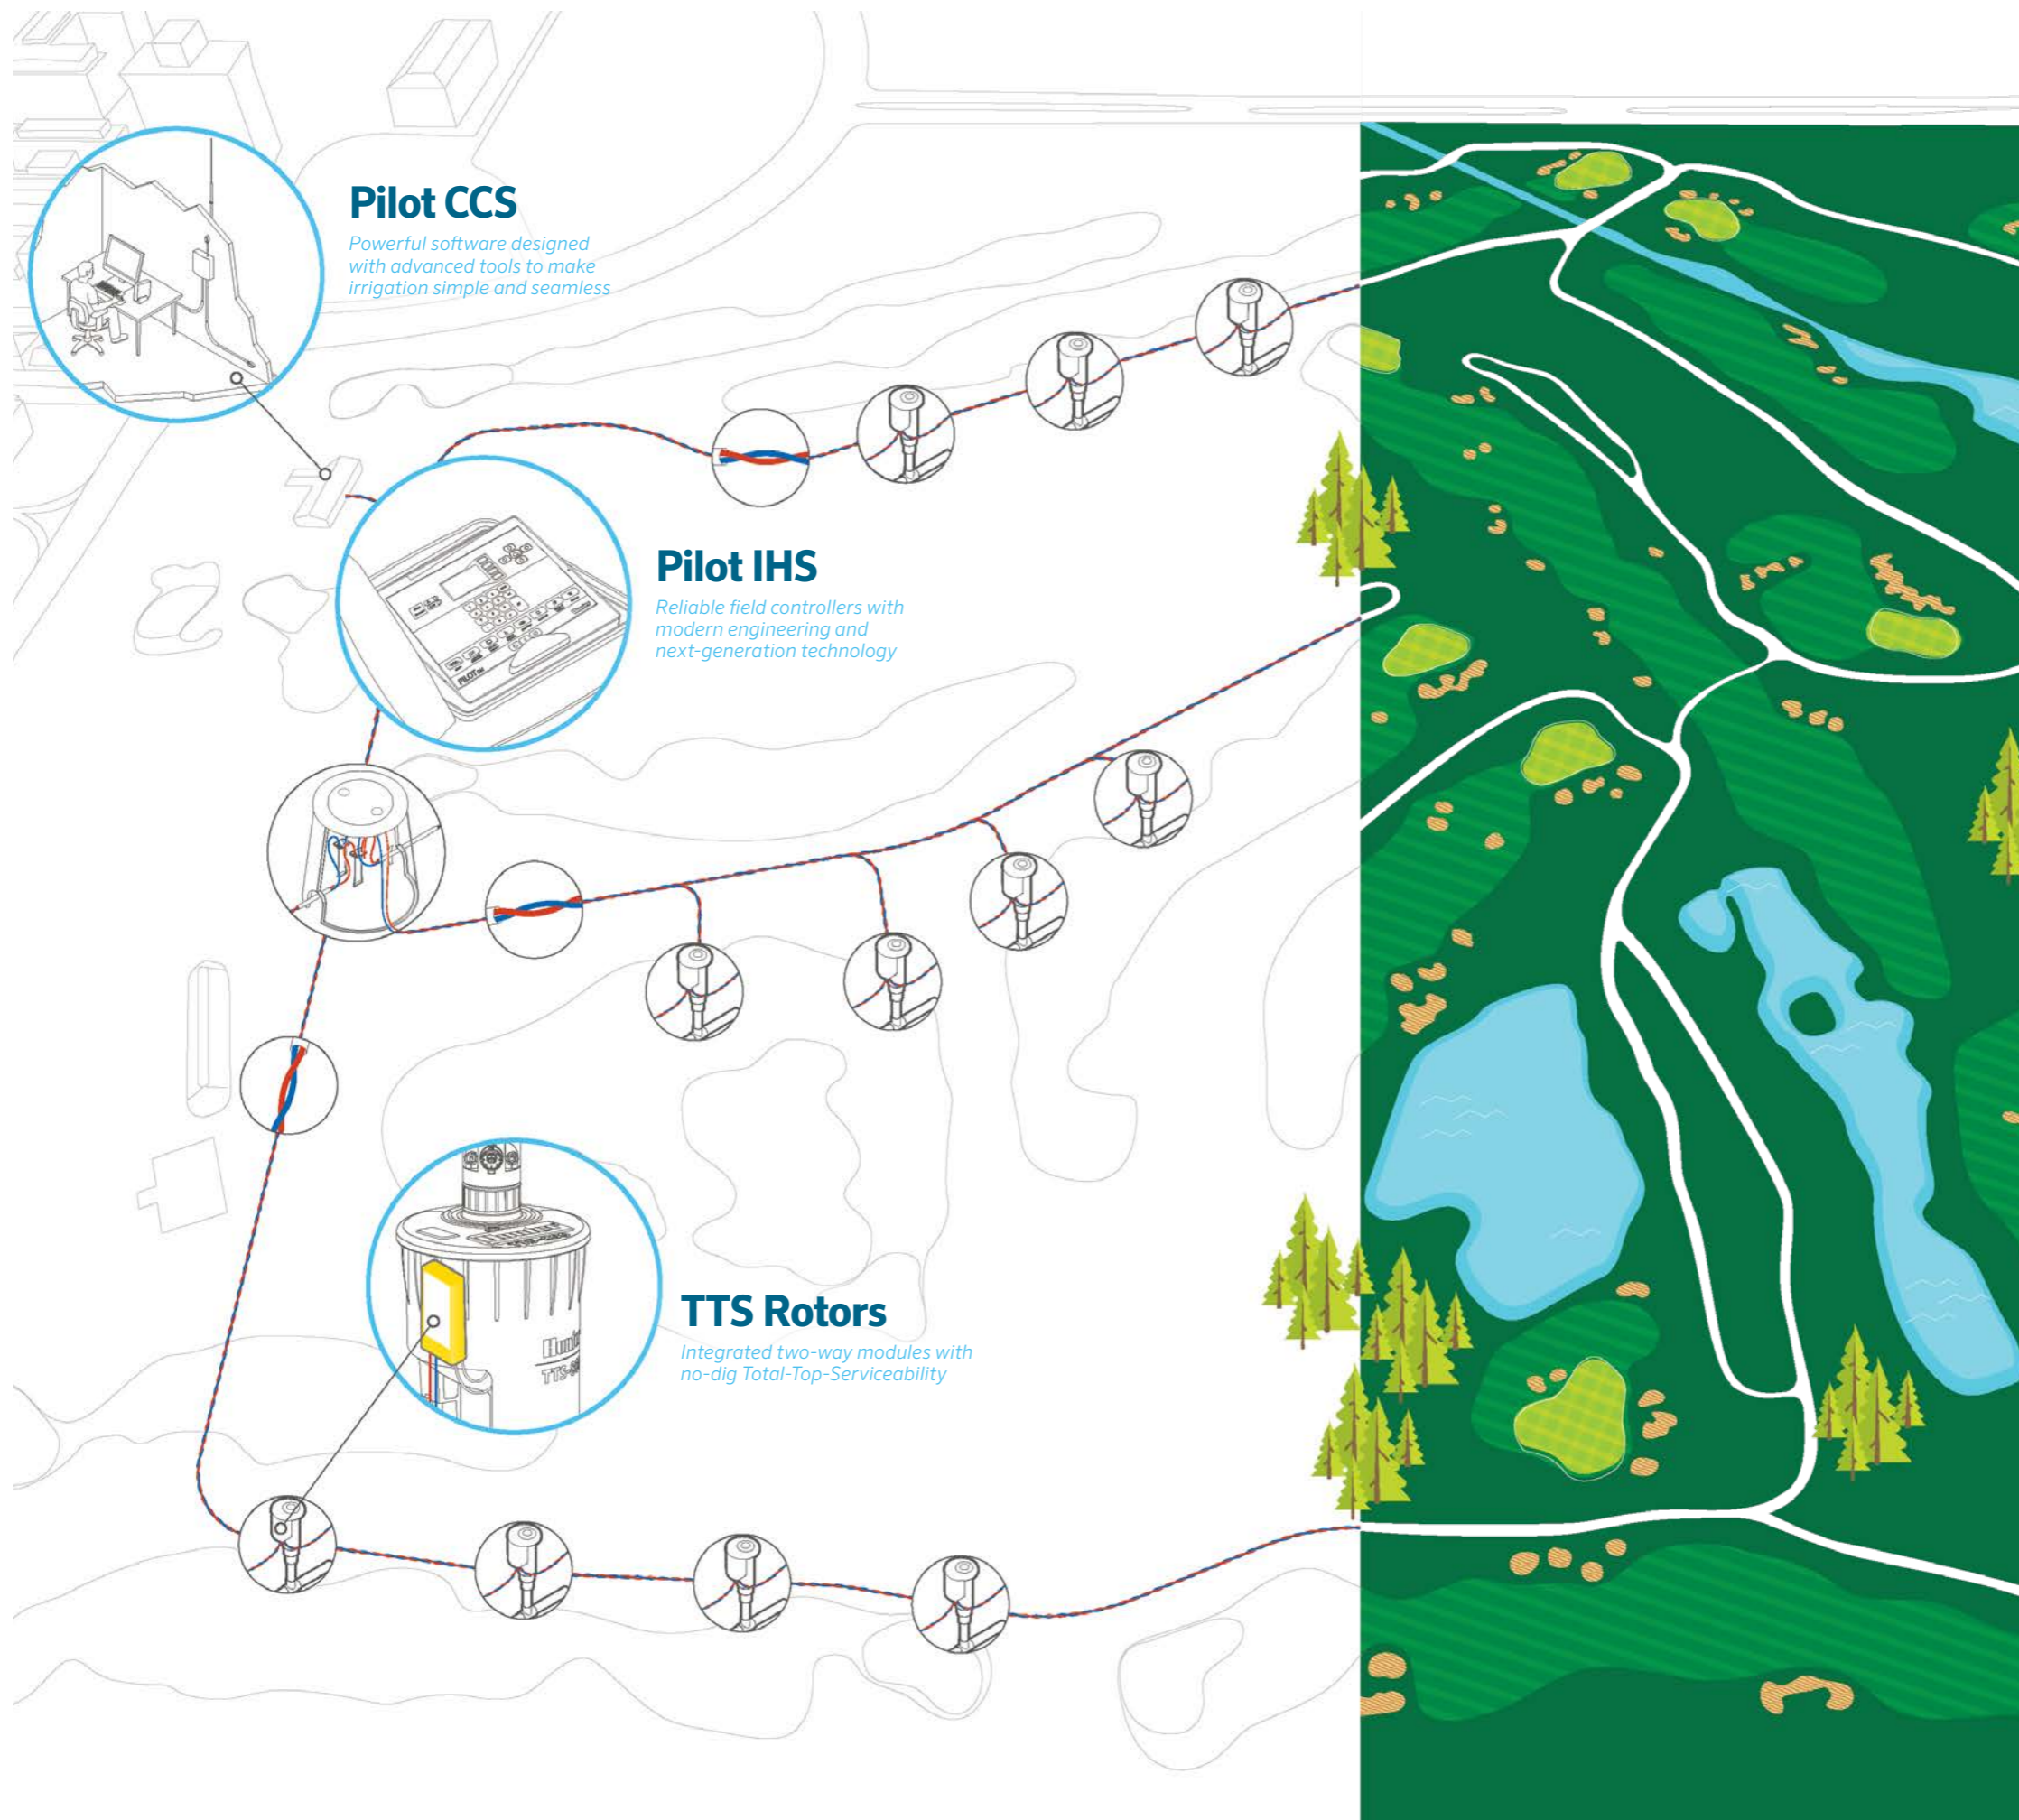 Pilot CCS
Powerful software designed
with advanced tools to make
irrigation simple and seamless
Pilot IHS
Reliable field controllers with
modern engineering and
next-generation technology
PILOT
TTS Rotors
Integrated two-way modules with
no-dig Total-Top-Serviceability